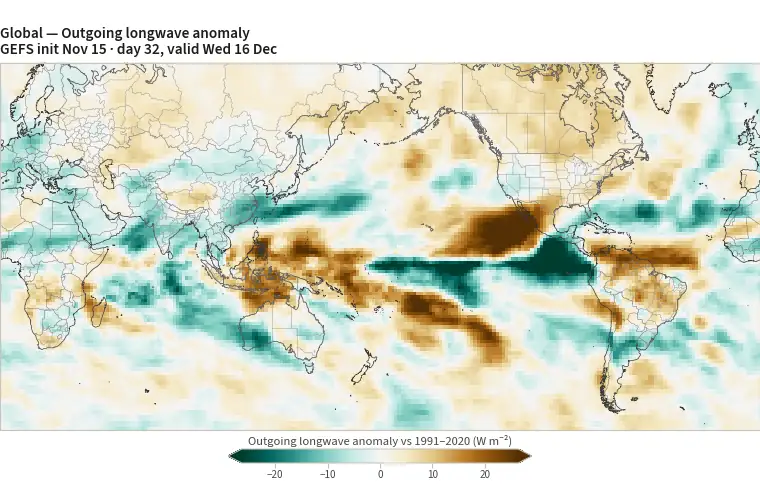 Global — Outgoing longwave anomaly
GEFS init Nov 15 · day 32, valid Wed 16 Dec
Outgoing longwave anomaly vs 1991–2020 (W m⁻²)
−20 −10 0 10 20